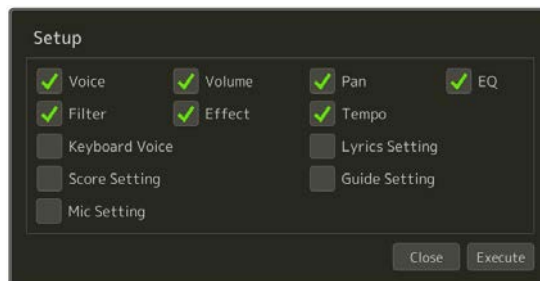 Setup
Voice Volume Pan EQ
Filter Effect Tempo
Keyboard Voice Lyrics Setting
Score Setting Guide Setting
Mic Setting
Close Execute